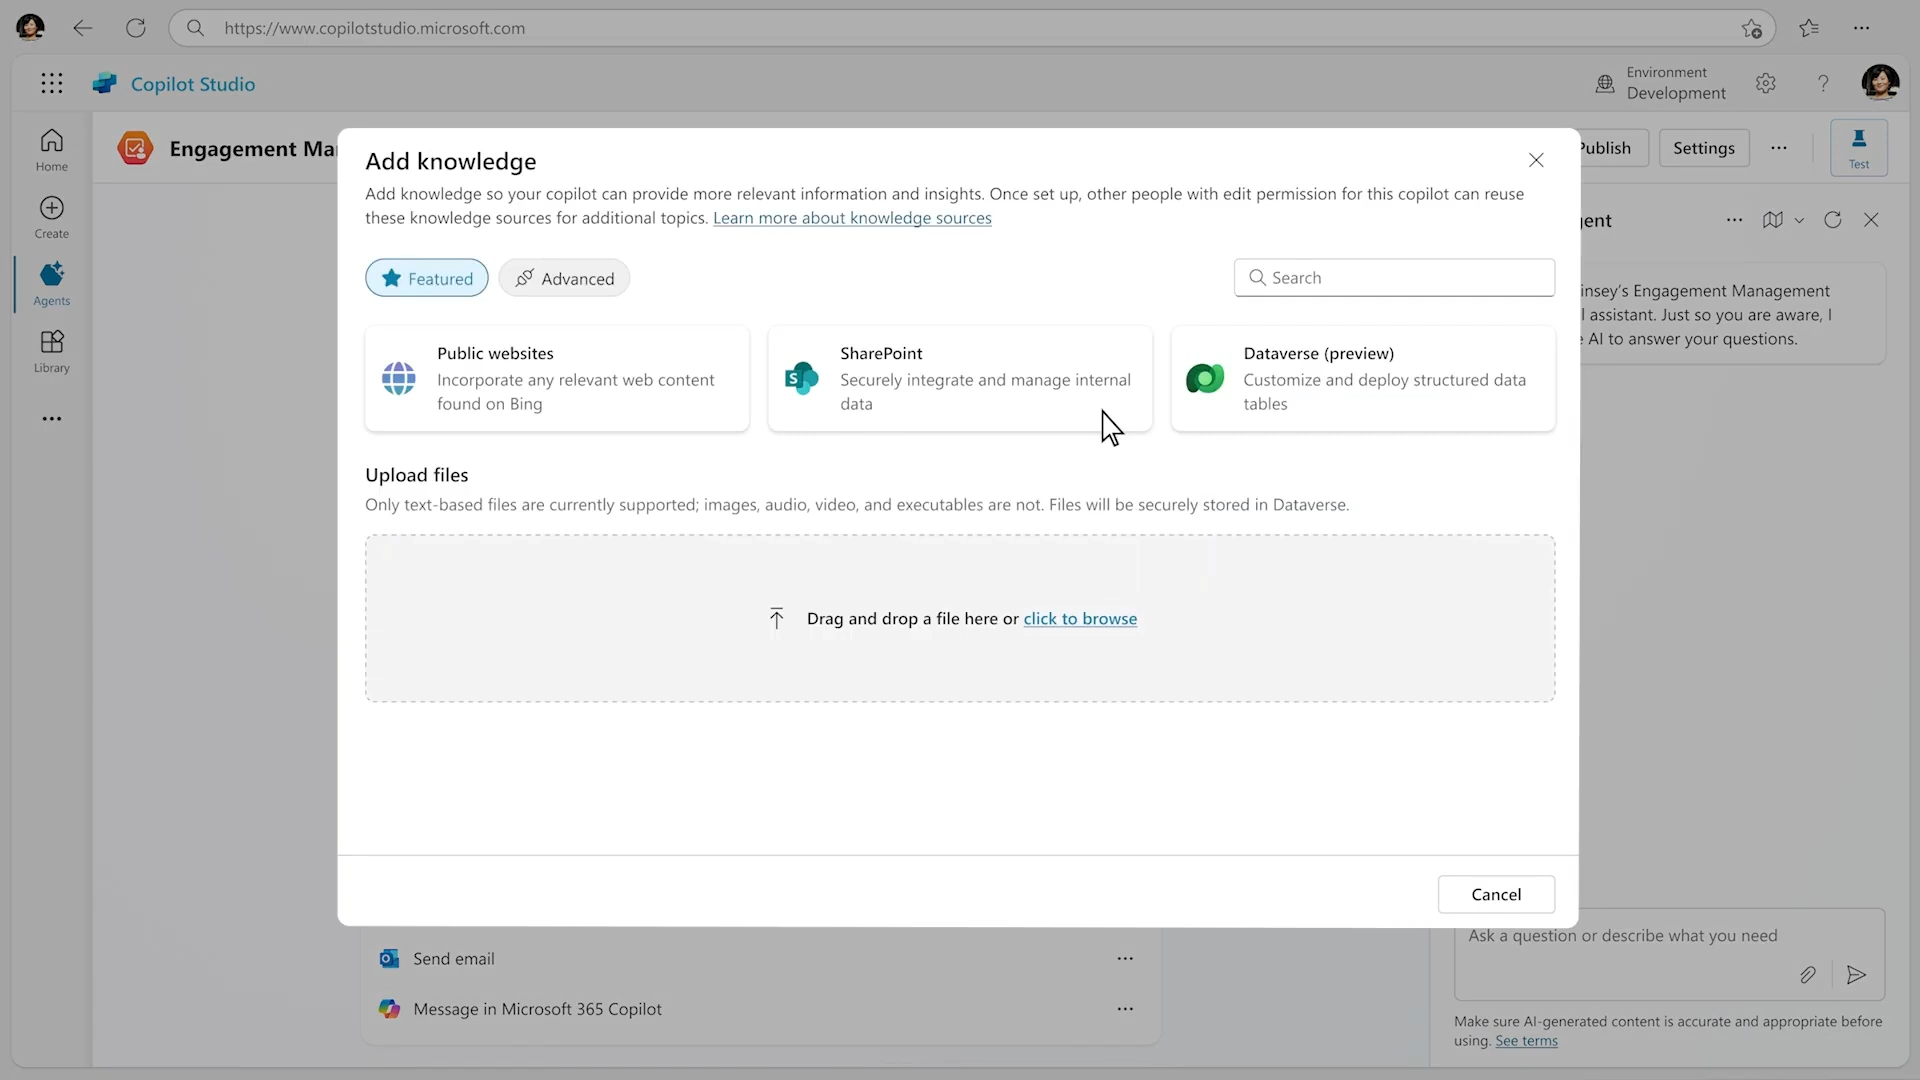 https://www.copilotstudio.microsoft.com
Copilot Studio
Environment
Development
Home
Create
Agents
Library
Engagement Ma
Publish
Settings
Test
Add knowledge
Add knowledge so your copilot can provide more relevant information and insights. Once set up, other people with edit permission for this copilot can reuse
these knowledge sources for additional topics. Learn more about knowledge sources
Featured
Advanced
Search
Public websites
Incorporate any relevant web content
found on Bing
SharePoint
Securely integrate and manage internal
data
Dataverse (preview)
Customize and deploy structured data
tables
Upload files
Only text-based files are currently supported; images, audio, video, and executables are not. Files will be securely stored in Dataverse.
Drag and drop a file here or click to browse
Cancel
gent
insey's Engagement Management
l assistant. Just so you are aware, I
AI to answer your questions.
Send email
Message in Microsoft 365 Copilot
Ask a question or describe what you need
Make sure AI-generated content is accurate and appropriate before
using. See terms